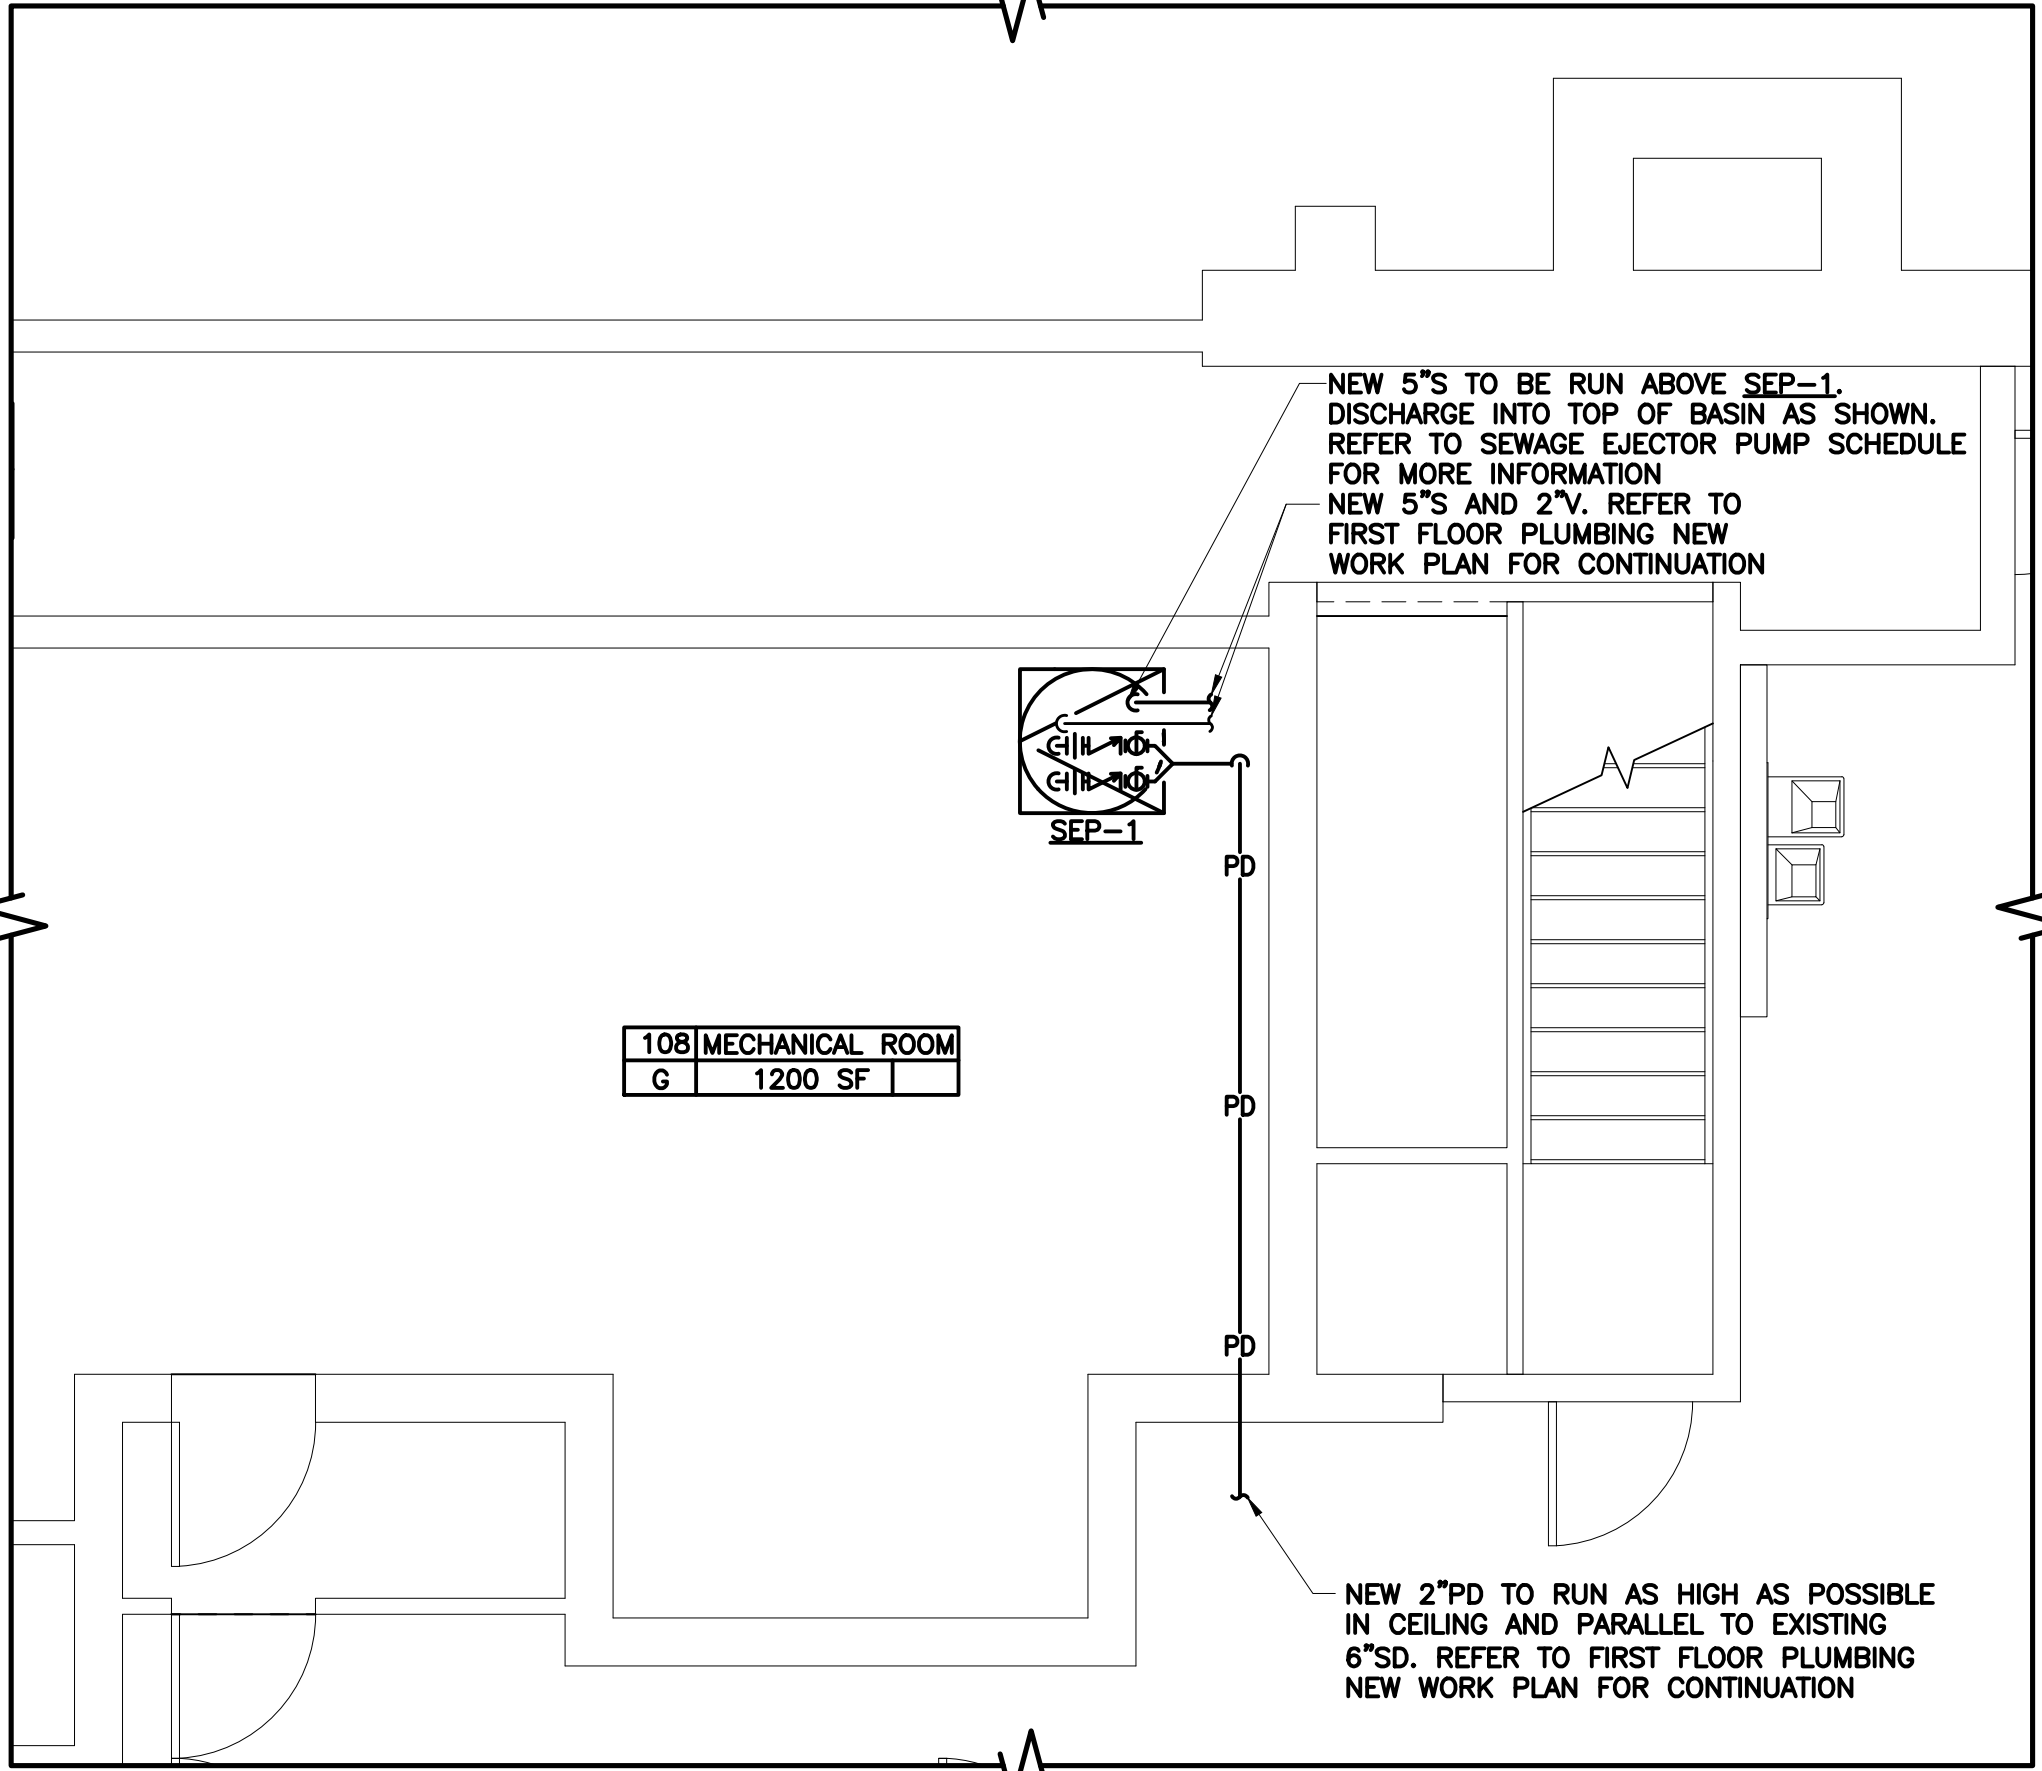 NEW 5"S TO BE RUN ABOVE SEP-1.
DISCHARGE INTO TOP OF BASIN AS SHOWN.
REFER TO SEWAGE EJECTOR PUMP SCHEDULE
FOR MORE INFORMATION
NEW 5"S AND 2"V. REFER TO
FIRST FLOOR PLUMBING NEW
WORK PLAN FOR CONTINUATION
SEP-1
PD
108 MECHANICAL ROOM
G 1200 SF
PD
PD
NEW 2"PD TO RUN AS HIGH AS POSSIBLE
IN CEILING AND PARALLEL TO EXISTING
6"SD. REFER TO FIRST FLOOR PLUMBING
NEW WORK PLAN FOR CONTINUATION